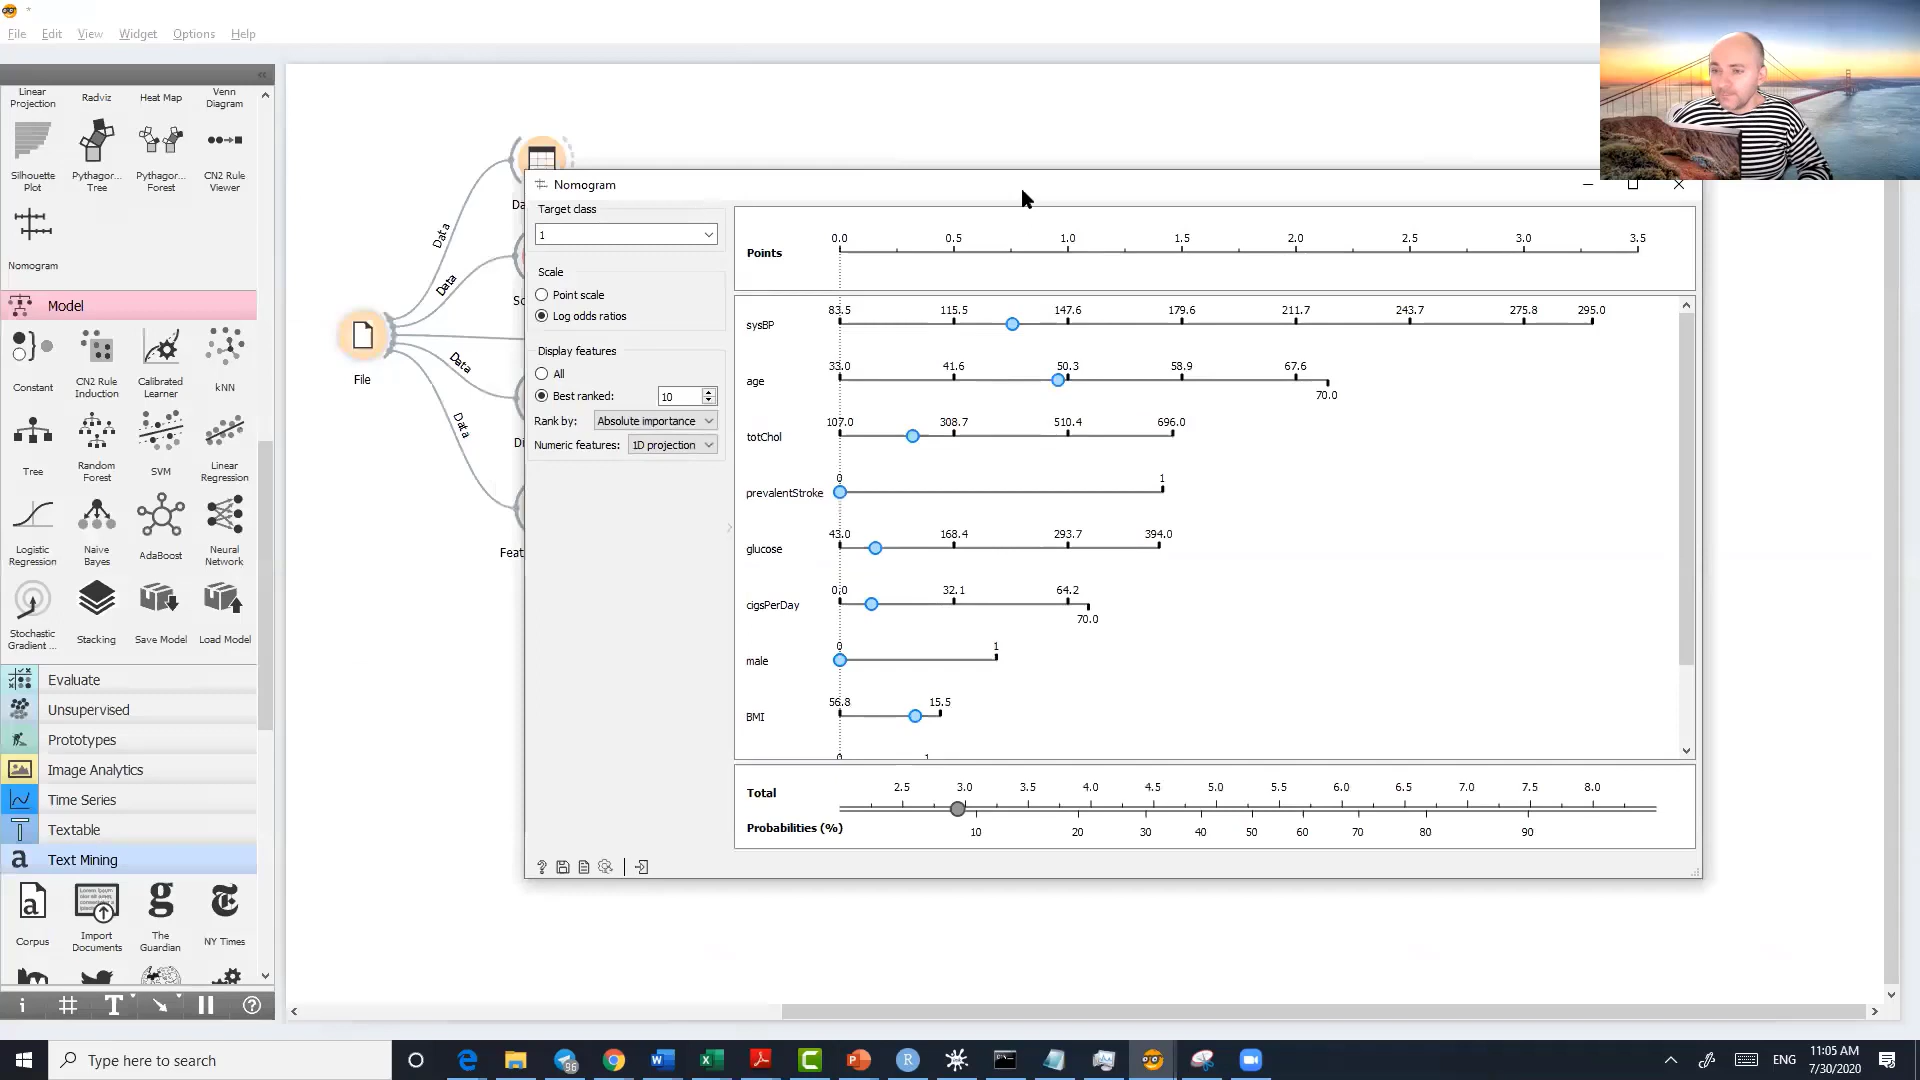 *
File Edit View Widget Options Help
Linear Projection
Radviz
Heat Map
Venn Diagram
Silhouette Plot
Pythagor... Tree
Pythagor... Forest
CN2 Rule Viewer
Nomogram
Model
Constant
CN2 Rule Induction
Calibrated Learner
kNN
Tree
Random Forest
SVM
Linear Regression
Logistic Regression
Naive Bayes
AdaBoost
Neural Network
Stochastic Gradient ...
Stacking
Save Model
Load Model
Evaluate
Unsupervised
Prototypes
Image Analytics
Time Series
Textable
Text Mining
Corpus
Import Documents
The Guardian
NY Times
File
Data
Data
Data
Data
Da
Sc
Di
Feat
Nomogram
Target class
1
Scale
Point scale
Log odds ratios
Display features
All
Best ranked: 10
Rank by: Absolute importance
Numeric features: 1D projection
Points 0.0 0.5 1.0 1.5 2.0 2.5 3.0 3.5
sysBP 83.5 115.5 147.6 179.6 211.7 243.7 275.8 295.0
age 33.0 41.6 50.3 58.9 67.6 70.0
totChol 107.0 308.7 510.4 696.0
prevalentStroke 0 1
glucose 43.0 168.4 293.7 394.0
cigsPerDay 0.0 32.1 64.2 70.0
male 0 1
BMI 56.8 15.5
0 1
Total 2.5 3.0 3.5 4.0 4.5 5.0 5.5 6.0 6.5 7.0 7.5 8.0
Probabilities (%) 10 20 30 40 50 60 70 80 90
Type here to search
96
ENG
11:05 AM
7/30/2020